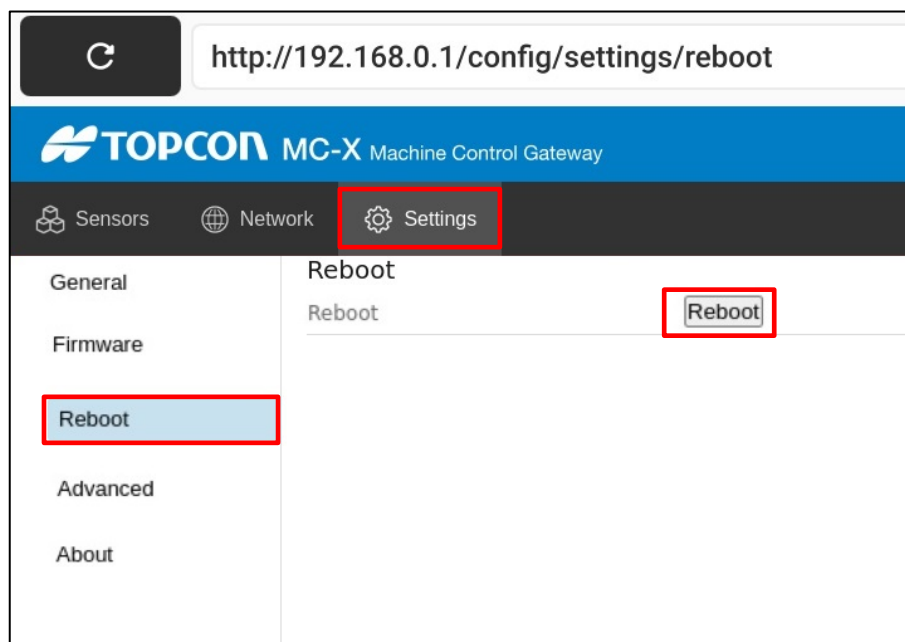 http://192.168.0.1/config/settings/reboot
TOPCON MC-X Machine Control Gateway
Sensors Network Settings
General
Firmware
Reboot
Advanced
About
Reboot
Reboot Reboot